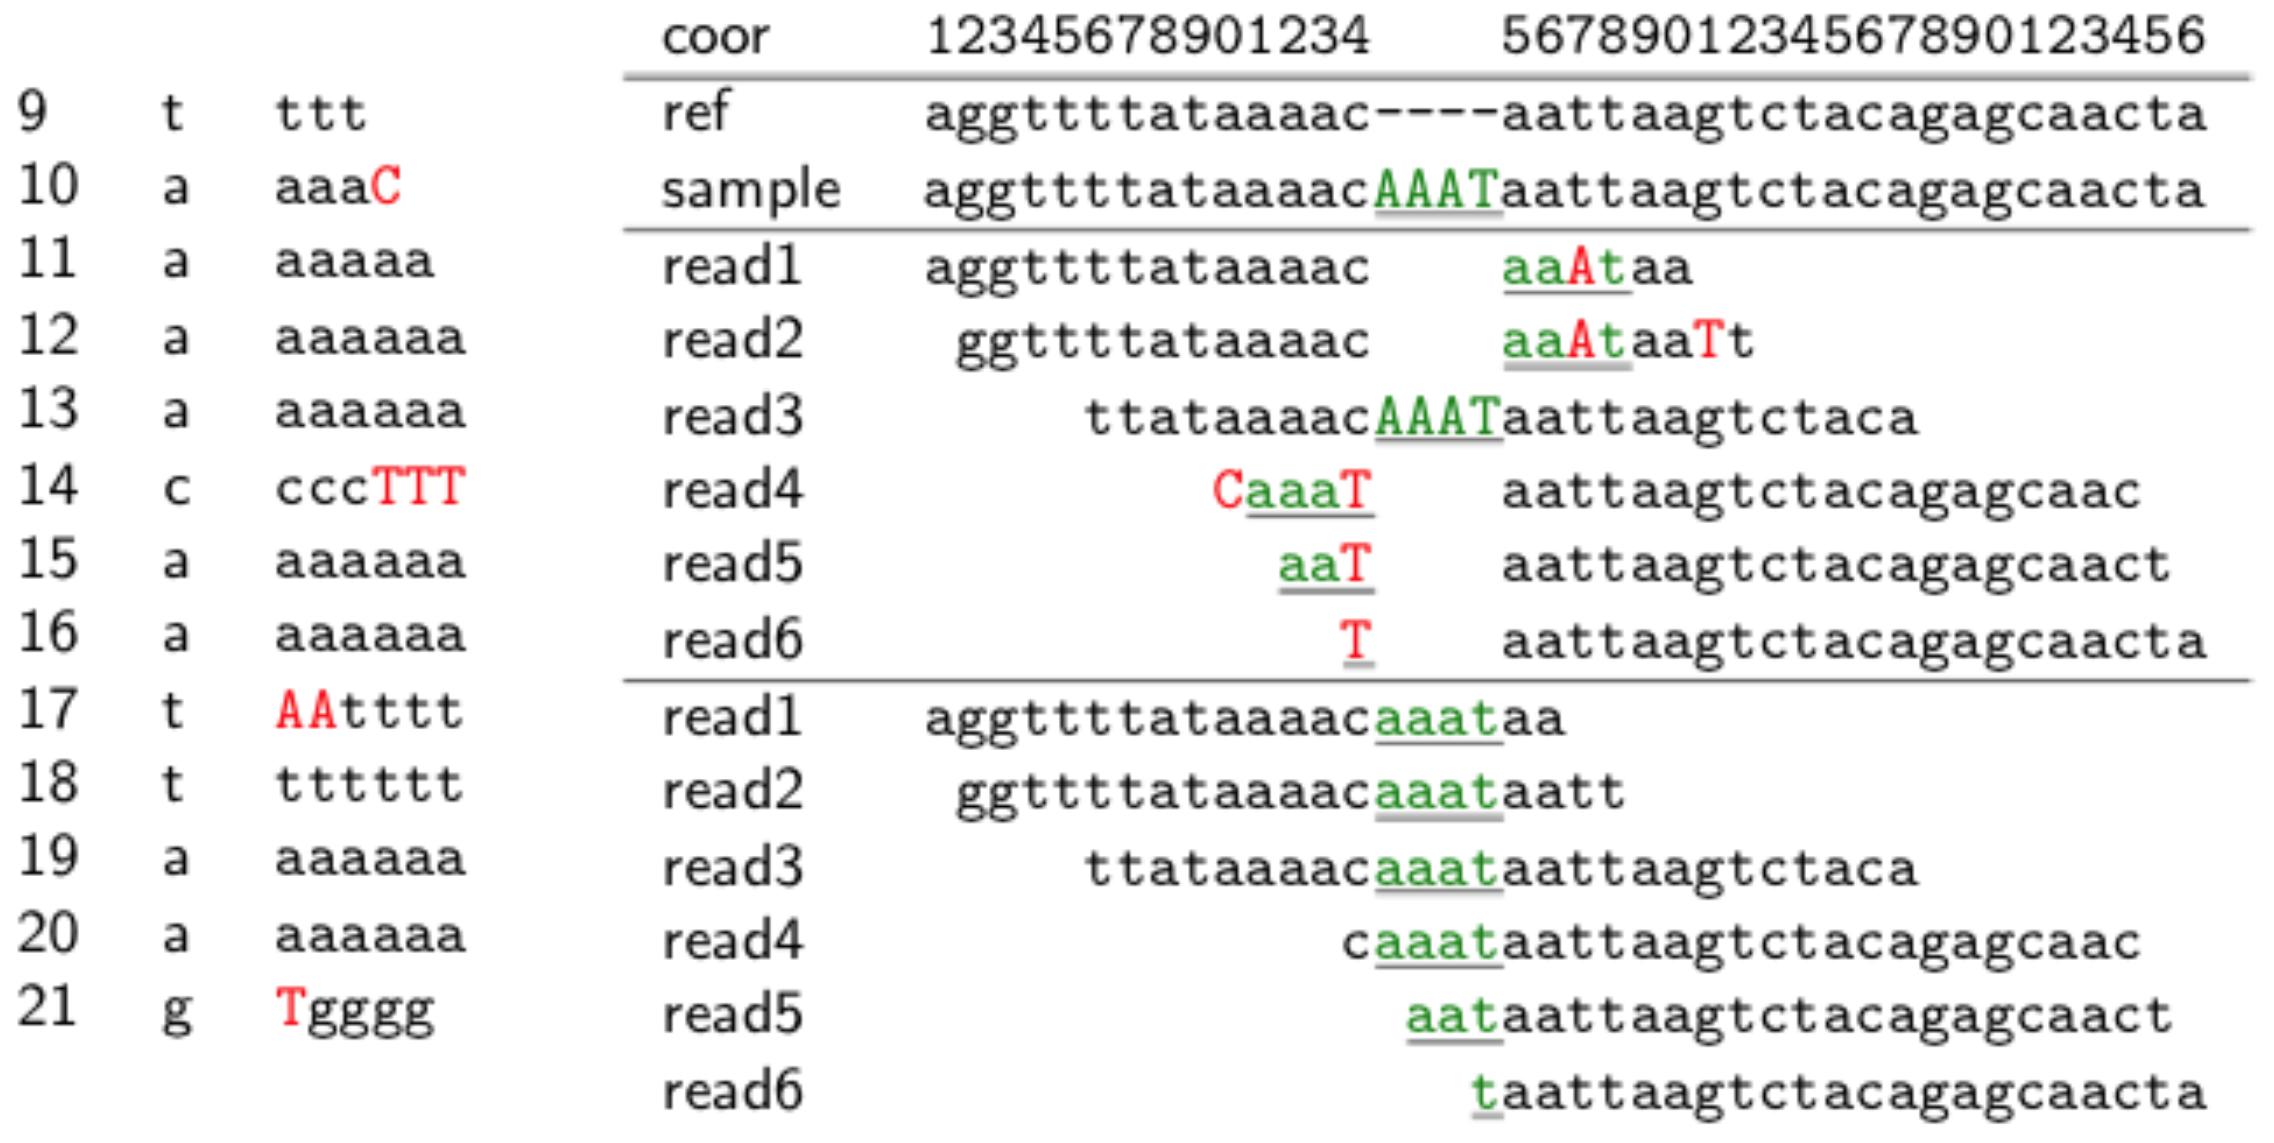 coor 12345678901234 5678901234567890123456
9 t ttt
10 a aaaC
11 a aaaaa
12 a aaaaaa
13 a aaaaaa
14 c cccTTT
15 a aaaaaa
16 a aaaaaa
17 t AAtttt
18 t tttttt
19 a aaaaaa
20 a aaaaaa
21 g Tgggg
ref aggttttataaaac----aattaagtctacagagcaacta
sample aggttttataaaacAAATaattaagtctacagagcaacta
read1 aggttttataaaac aaAtaa
read2 ggttttataaaac aaAtaaTt
read3 ttataaaacAAATaattaagtctaca
read4 CaaaT aattaagtctacagagcaac
read5 aaT aattaagtctacagagcaact
read6 T aattaagtctacagagcaacta
read1 aggttttataaaacaaataa
read2 ggttttataaaacaaataatt
read3 ttataaaacaaataattaagtctaca
read4 caaataattaagtctacagagcaac
read5 aataattaagtctacagagcaact
read6 taattaagtctacagagcaacta